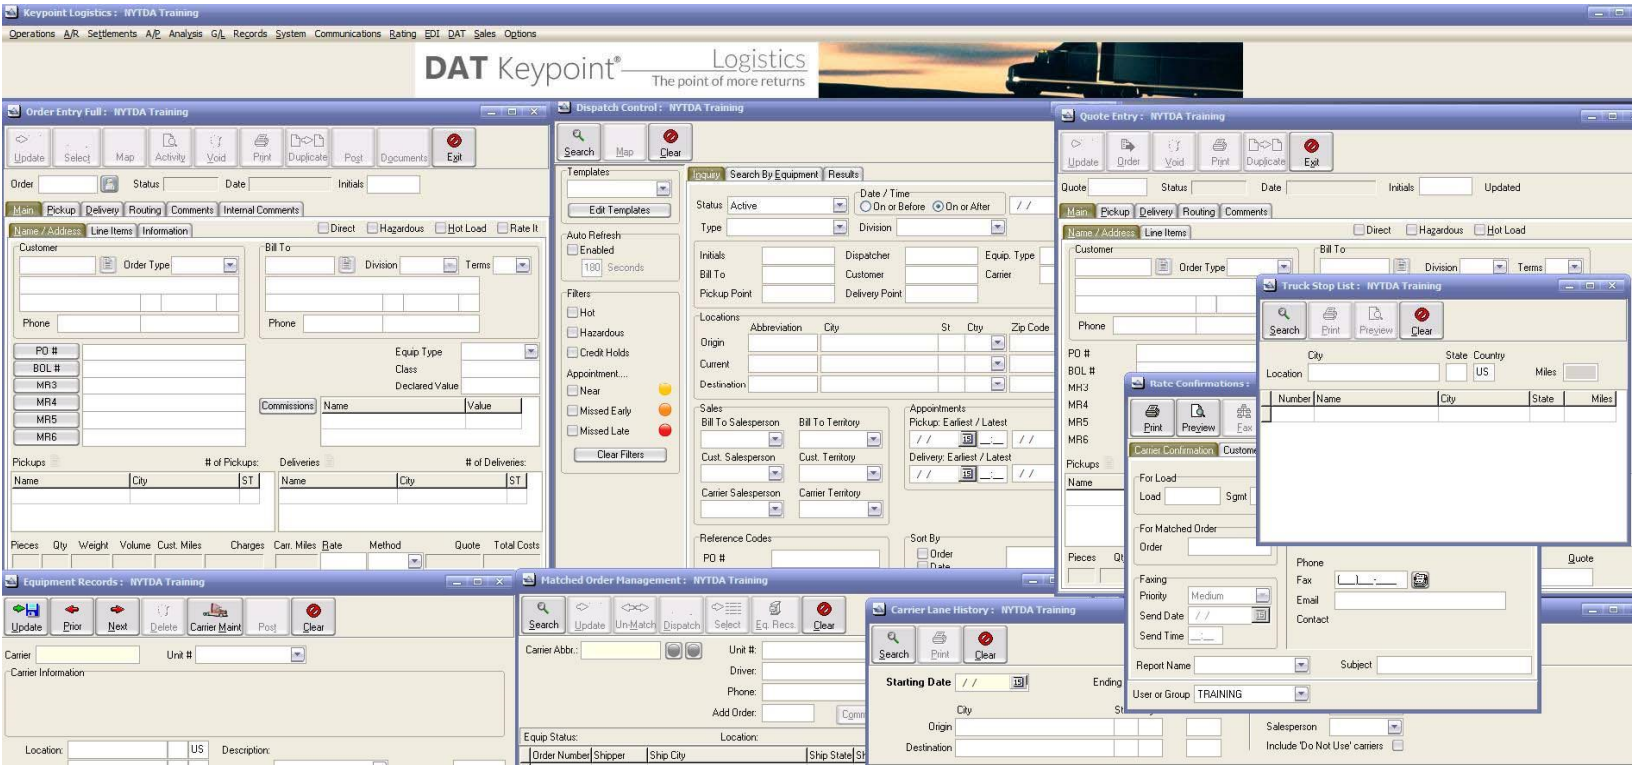 Keypoint Logistics : NYTDA Training
Operations A/R Settlements A/P Analysis G/L Records System Communications Rating EDI DAT Sales Options
DAT Keypoint® Logistics
The point of more returns
Order Entry Full : NYTDA Training
Update Select Map Activity Void Print Duplicate Post Documents Exit
Order Status Date Initials
Main Pickup Delivery Routing Comments Internal Comments
Name / Address Line Items Information Direct Hazardous Hot Load Rate It
Customer Bill To
Order Type Division Terms
Phone Phone
PO # Equip Type
BOL # Class
MR3 Declared Value
MR4 Commissions Name Value
MR5
MR6
Pickups # of Pickups: Deliveries # of Deliveries:
Name City ST Name City ST
Pieces Qty Weight Volume Cust. Miles Charges Carr. Miles Rate Method Quote Total Costs
Dispatch Control : NYTDA Training
Search Map Clear
Templates
Edit Templates
Auto Refresh
Enabled
180 Seconds
Filters
Hot
Hazardous
Credit Holds
Appointment....
Near
Missed Early
Missed Late
Clear Filters
Inquiry Search By Equipment Results
Status Active Date / Time On or Before On or After / /
Type Division
Initials Dispatcher Equip. Type
Bill To Customer Carrier
Pickup Point Delivery Point
Locations
Abbreviation City St Ctry Zip Code
Origin
Current
Destination
Sales Appointments
Bill To Salesperson Bill To Territory Pickup: Earliest / Latest
/ / 15 __:__ / /
Cust. Salesperson Cust. Territory Delivery: Earliest / Latest
/ / 15 __:__ / /
Carrier Salesperson Carrier Territory
Reference Codes Sort By
PO # Order
Date
Quote Entry : NYTDA Training
Update Order Void Print Duplicate Exit
Quote Status Date Initials Updated
Main Pickup Delivery Routing Comments
Name / Address Line Items Direct Hazardous Hot Load
Customer Bill To
Order Type Division Terms
Phone
PO #
BOL #
MR3
MR4
MR5
MR6
Pickups
Name
Pieces Qt Quote
Truck Stop List : NYTDA Training
Search Print Preview Clear
City State Country
Location US Miles
Number Name City State Miles
Rate Confirmations :
Print Preview Fax
Carrier Confirmation Custome
For Load
Load Sgmt
For Matched Order
Order
Faxing
Priority Medium
Send Date / / 15
Send Time __:__
Phone
Fax (___)___-____
Email
Contact
Report Name Subject
User or Group TRAINING
Equipment Records : NYTDA Training
Update Prior Next Delete Carrier Maint Post Clear
Carrier Unit #
Carrier Information
Location: US Description:
Matched Order Management : NYTDA Training
Search Update Un-Match Dispatch Select Eq. Recs. Clear
Carrier Abbr.: Unit #:
Driver:
Phone:
Add Order: Comm
Equip Status: Location:
Order Number Shipper Ship City Ship State Sh
Carrier Lane History : NYTDA Training
Search Print Clear
Starting Date / / 15 Ending
City St
Origin
Destination
Salesperson
Include 'Do Not Use' carriers